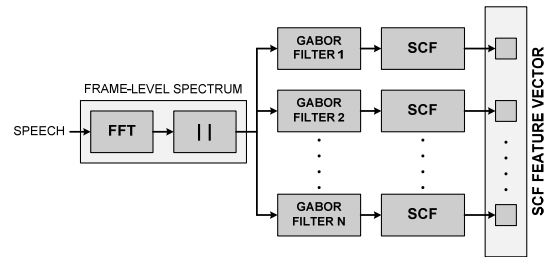 GABOR
FILTER 1
SCF
FRAME-LEVEL SPECTRUM
SPEECH
FFT
| |
GABOR
FILTER 2
SCF
GABOR
FILTER N
SCF
SCF FEATURE VECTOR